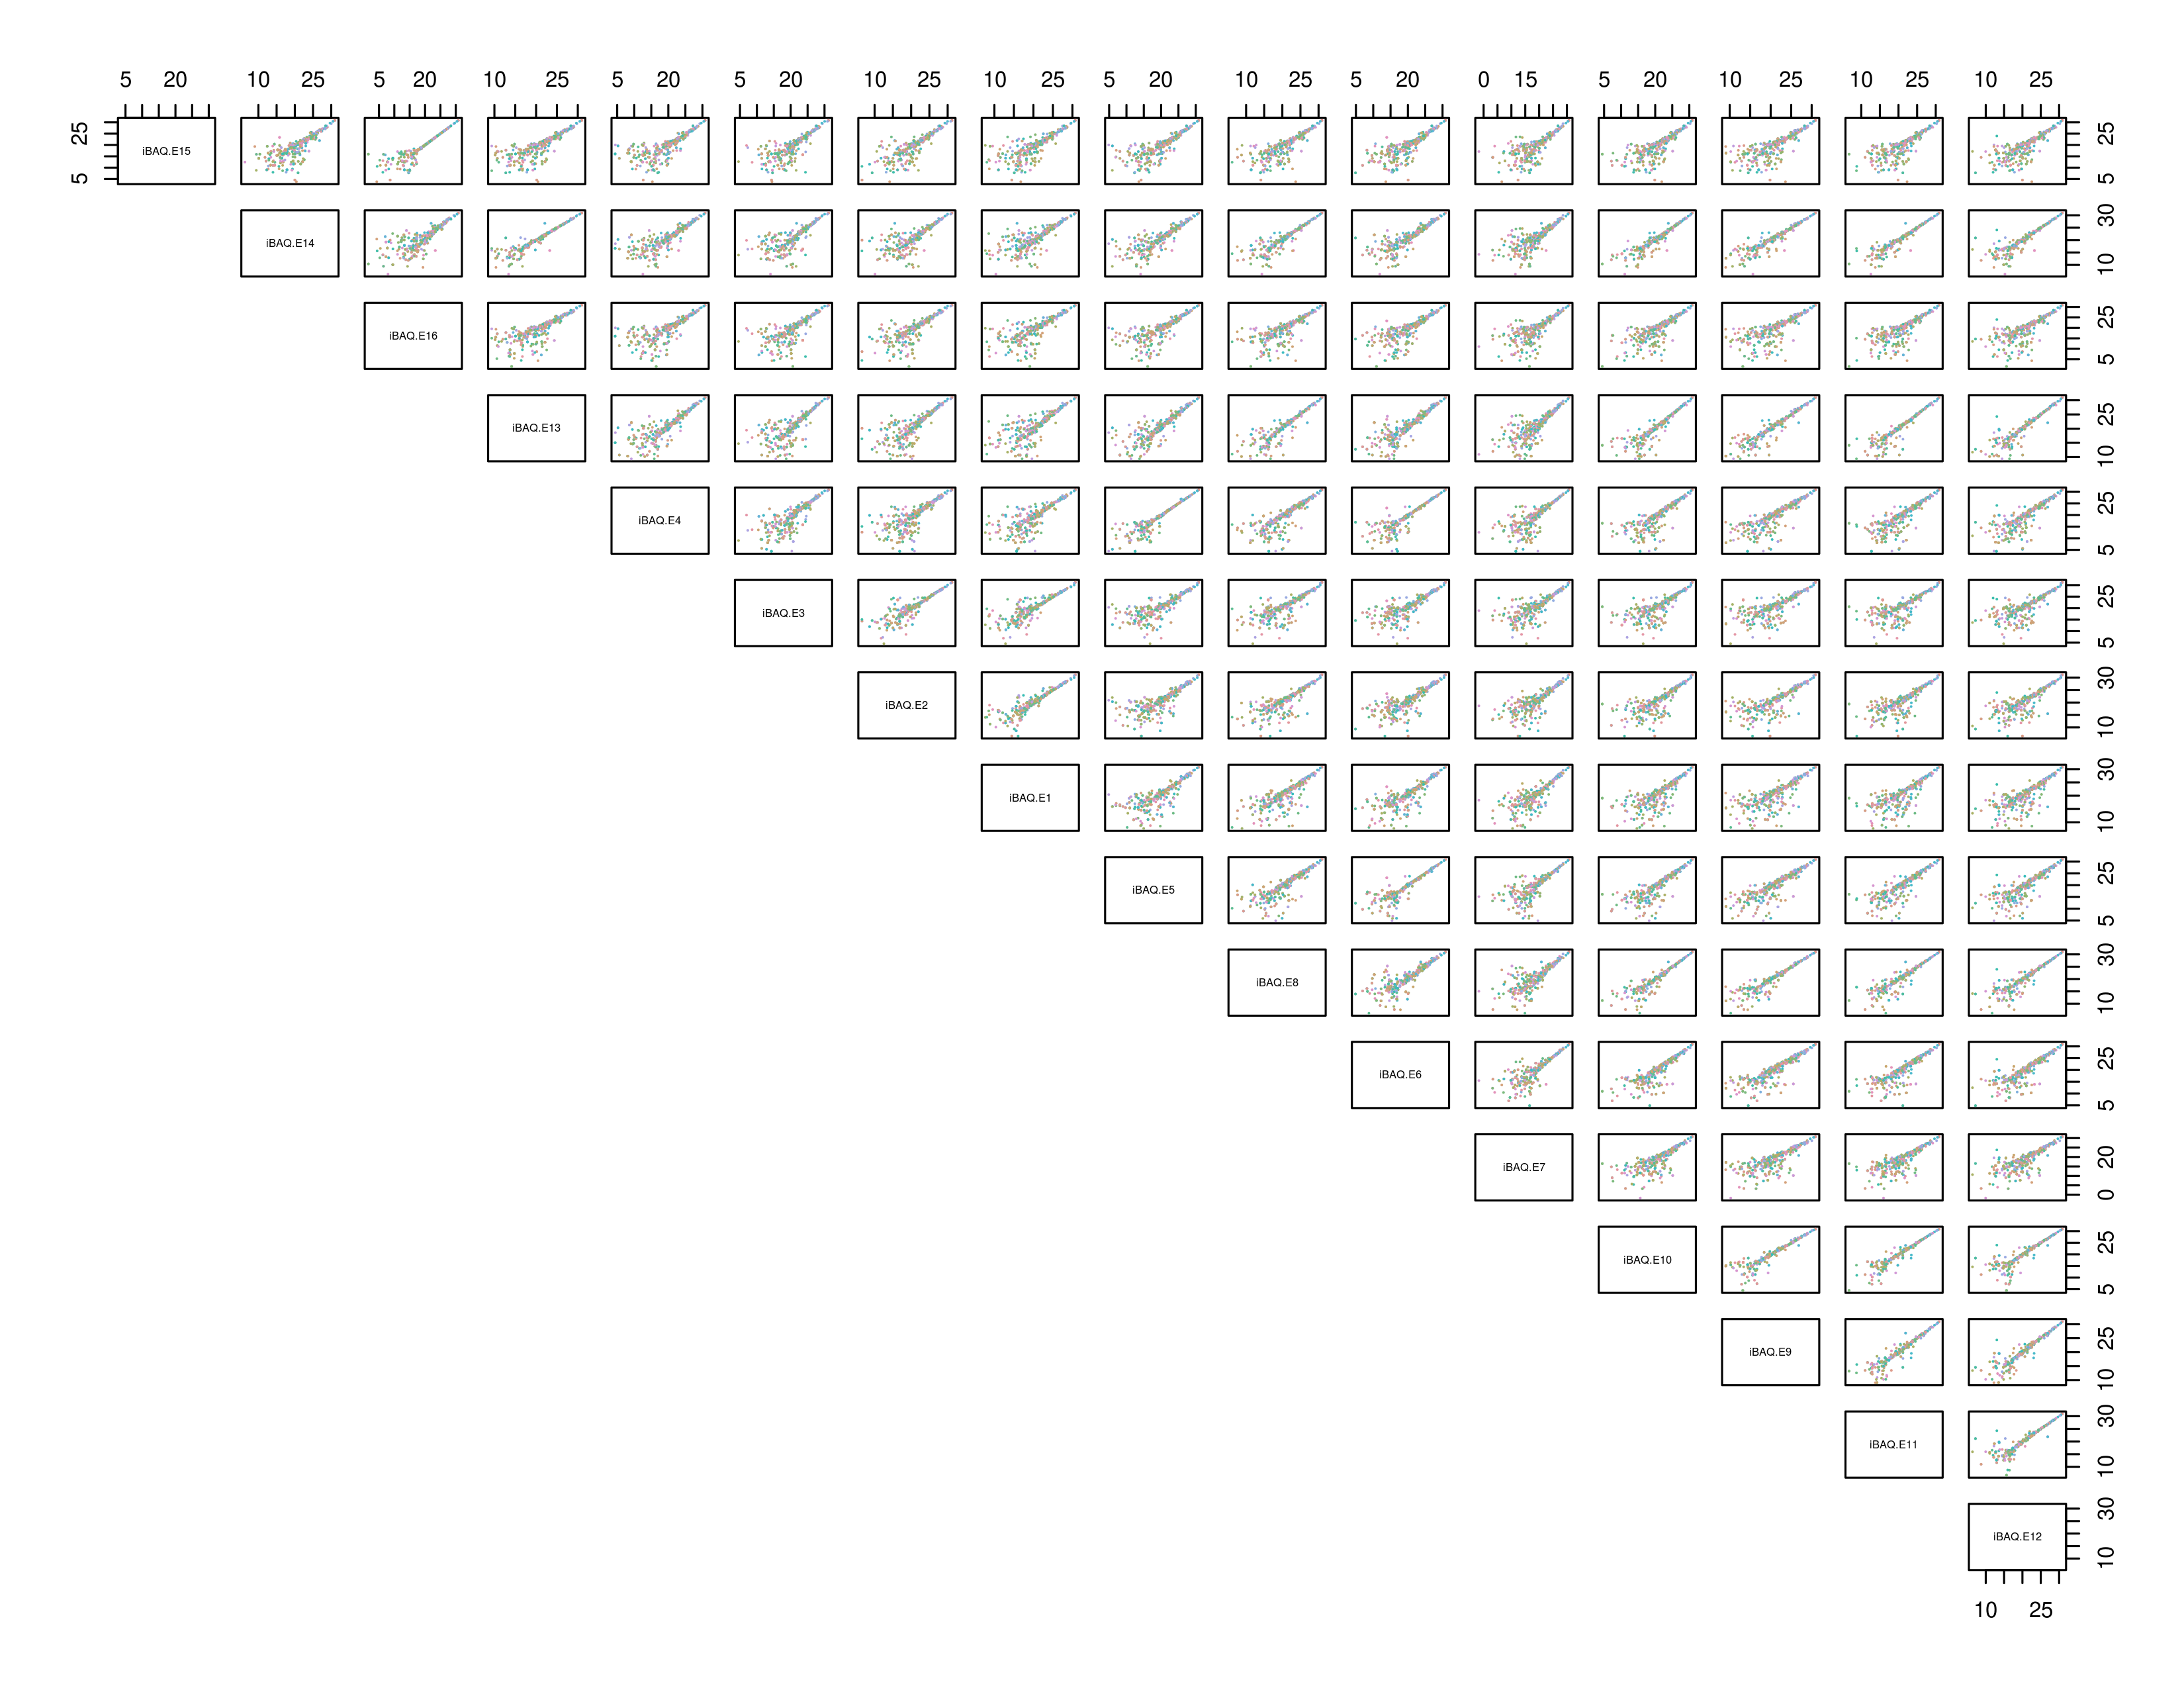 5 20 10 25 5 20 10 25 5 20 5 20 10 25 10 25 5 20 10 25 5 20 0 15 5 20 10 25 10 25 10 25
5 25 iBAQ.E15 5 25
iBAQ.E14 10 30
iBAQ.E16 5 25
iBAQ.E13 10 25
iBAQ.E4 5 25
iBAQ.E3 5 25
iBAQ.E2 10 30
iBAQ.E1 10 30
iBAQ.E5 5 25
iBAQ.E8 10 30
iBAQ.E6 5 25
iBAQ.E7 0 20
iBAQ.E10 5 25
iBAQ.E9 10 25
iBAQ.E11 10 30
iBAQ.E12 10 30
10 25